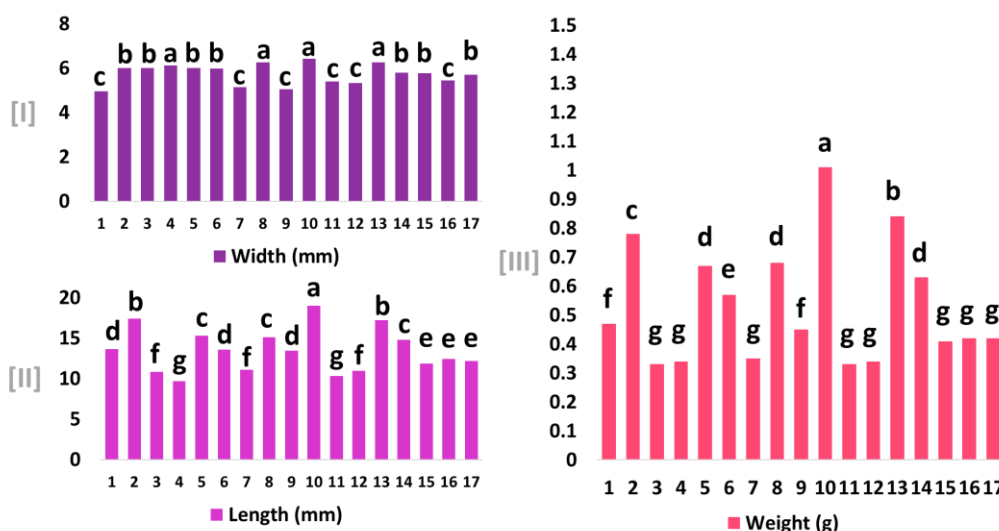 [I]
8
6
4
2
0
c b b a b b c a c a c c a b b c b
1 2 3 4 5 6 7 8 9 10 11 12 13 14 15 16 17
Width (mm)
[II]
20
15
10
5
0
d b f g c d f c d a g f b c e e e
1 2 3 4 5 6 7 8 9 10 11 12 13 14 15 16 17
Length (mm)
[III]
1.5
1.4
1.3
1.2
1.1
1
0.9
0.8
0.7
0.6
0.5
0.4
0.3
0.2
0.1
0
f c g g d e g d f a g g b d g g g
1 2 3 4 5 6 7 8 9 10 11 12 13 14 15 16 17
Weight (g)